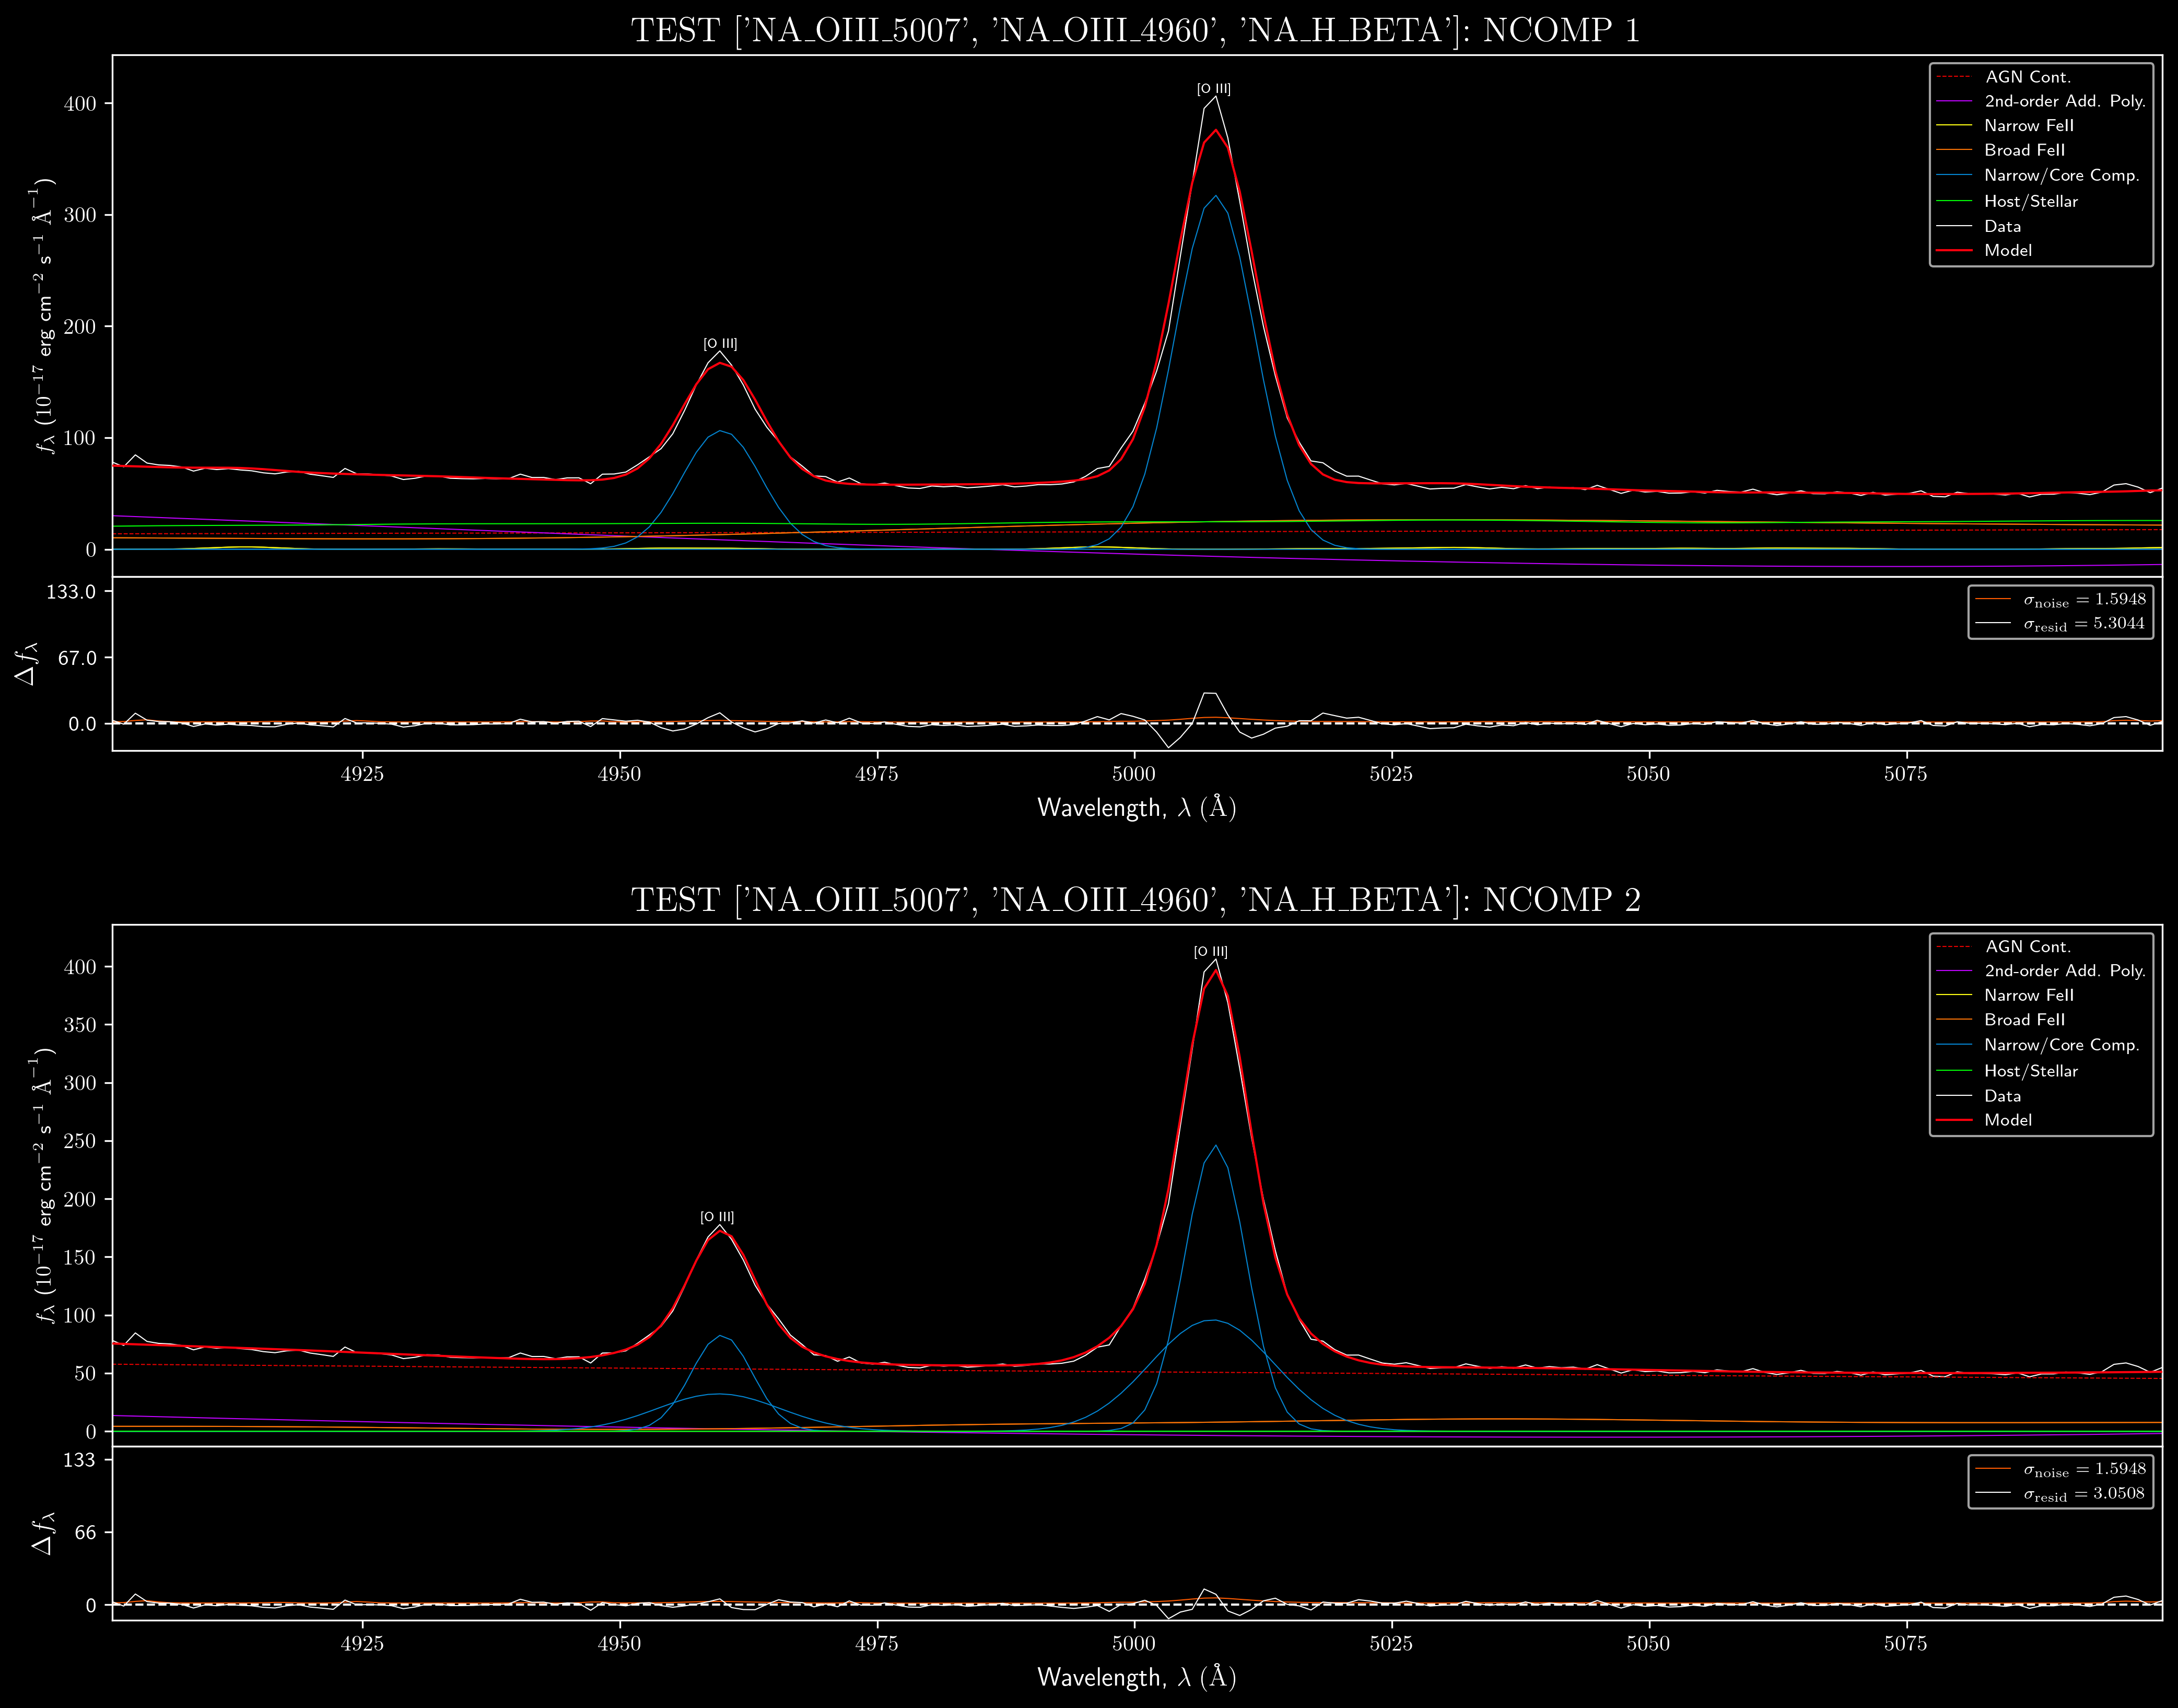 TEST ['NA_OIII_5007', 'NA_OIII_4960', 'NA_H_BETA']: NCOMP 1
[O III]
[O III]
AGN Cont.
2nd-order Add. Poly.
Narrow FeII
Broad FeII
Narrow/Core Comp.
Host/Stellar
Data
Model
400
300
200
100
0
f_λ (10^−17 erg cm^−2 s^−1 Å^−1)
133.0
67.0
0.0
Δf_λ
σ_noise = 1.5948
σ_resid = 5.3044
4925 4950 4975 5000 5025 5050 5075
Wavelength, λ (Å)
TEST ['NA_OIII_5007', 'NA_OIII_4960', 'NA_H_BETA']: NCOMP 2
[O III]
[O III]
AGN Cont.
2nd-order Add. Poly.
Narrow FeII
Broad FeII
Narrow/Core Comp.
Host/Stellar
Data
Model
400
350
300
250
200
150
100
50
0
f_λ (10^−17 erg cm^−2 s^−1 Å^−1)
133
66
0
Δf_λ
σ_noise = 1.5948
σ_resid = 3.0508
4925 4950 4975 5000 5025 5050 5075
Wavelength, λ (Å)